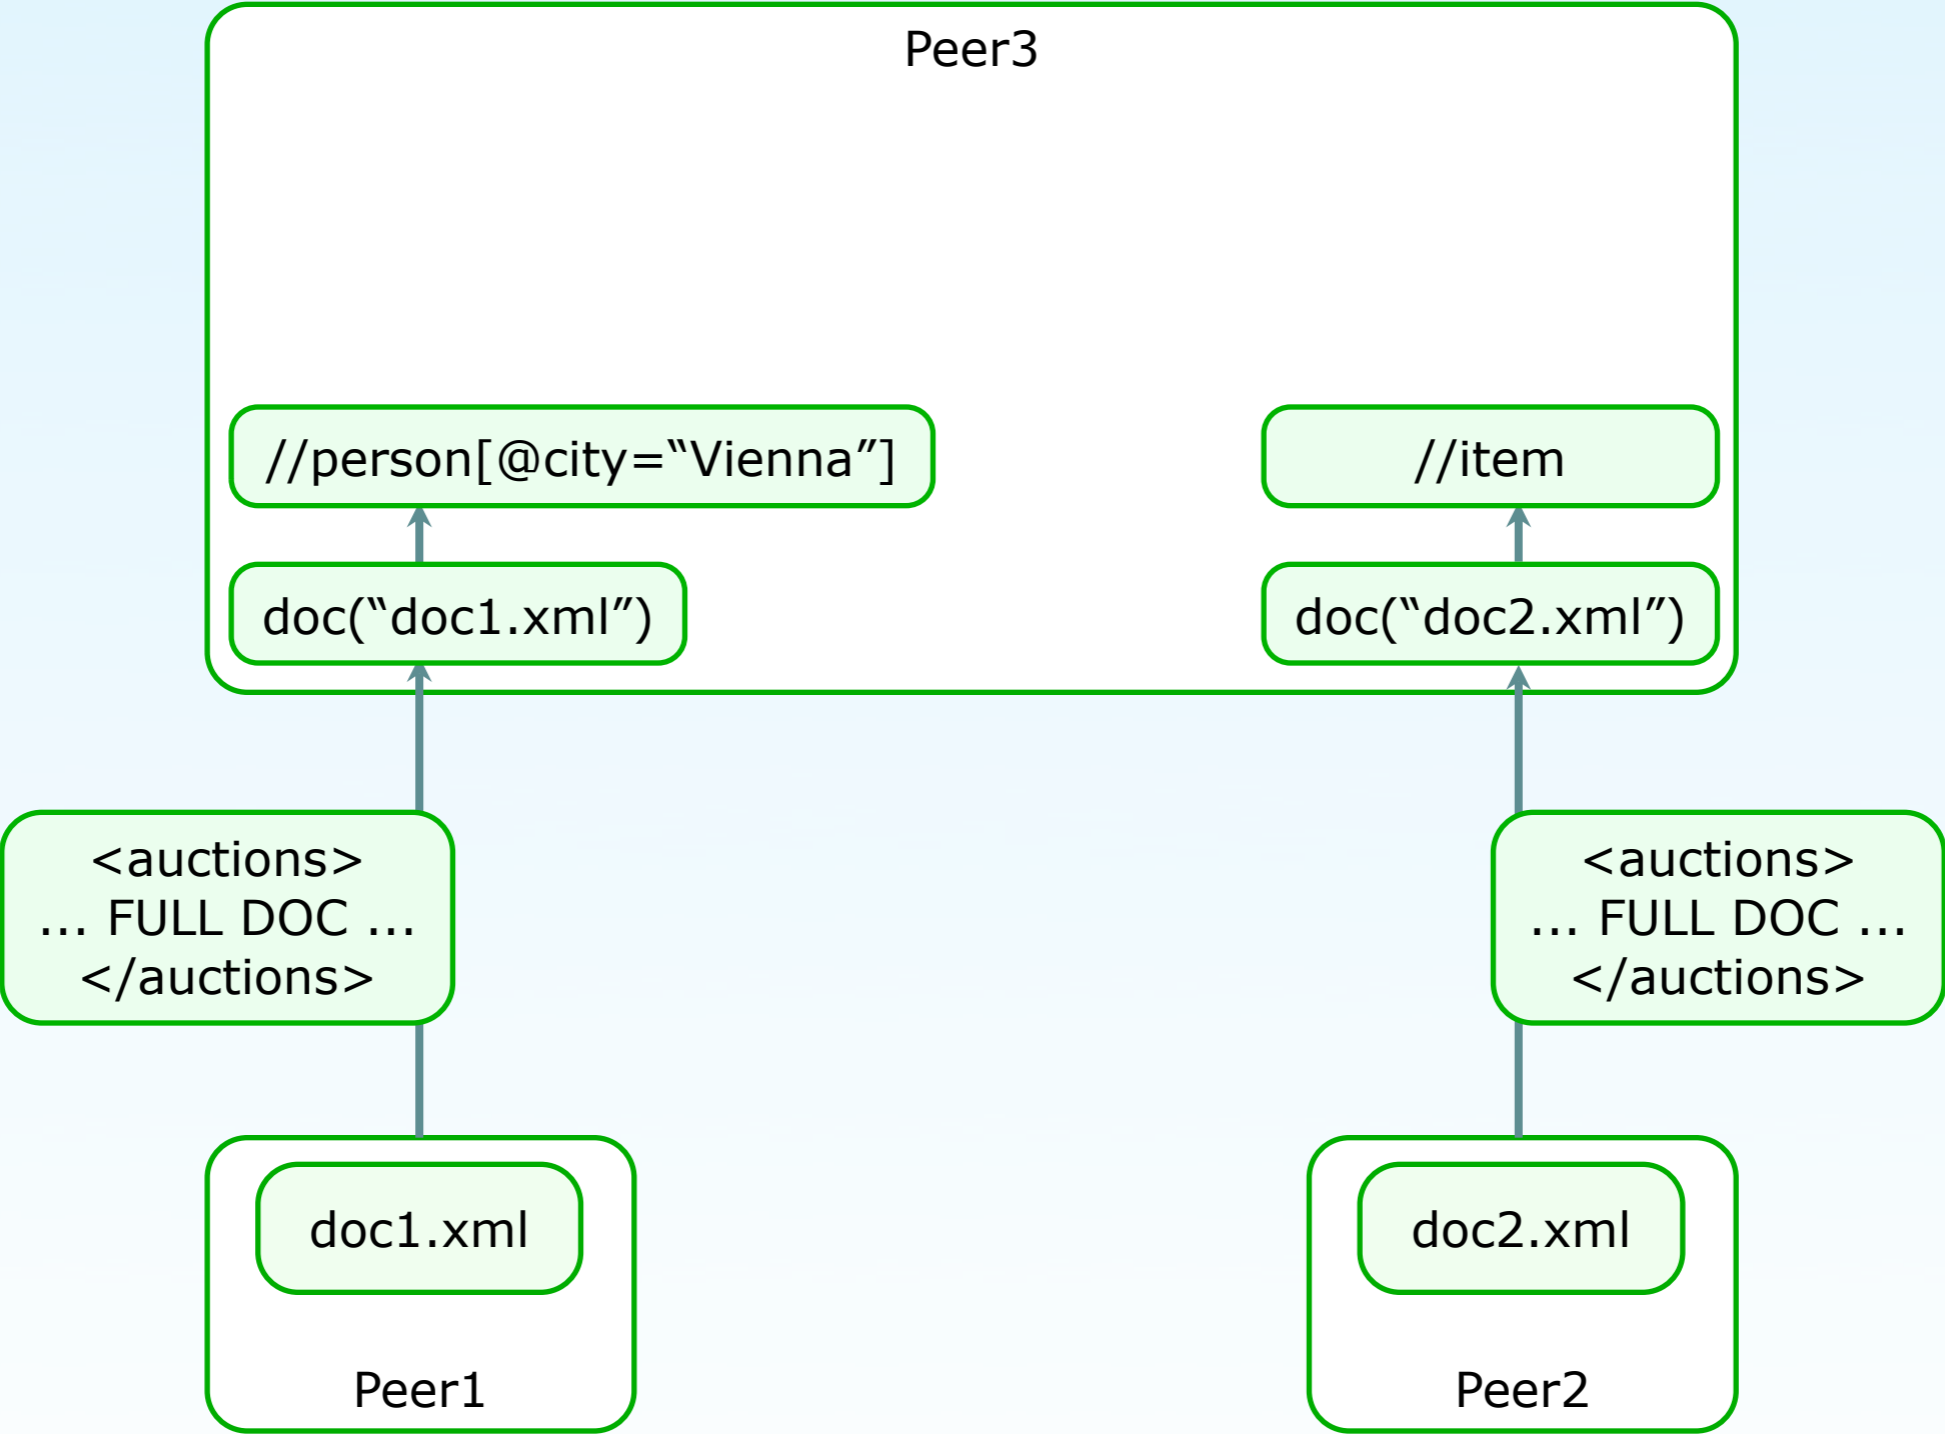 Peer3
//person[@city=“Vienna”]
//item
doc(“doc1.xml”)
doc(“doc2.xml”)
<auctions>
... FULL DOC ...
</auctions>
<auctions>
... FULL DOC ...
</auctions>
doc1.xml
Peer1
doc2.xml
Peer2